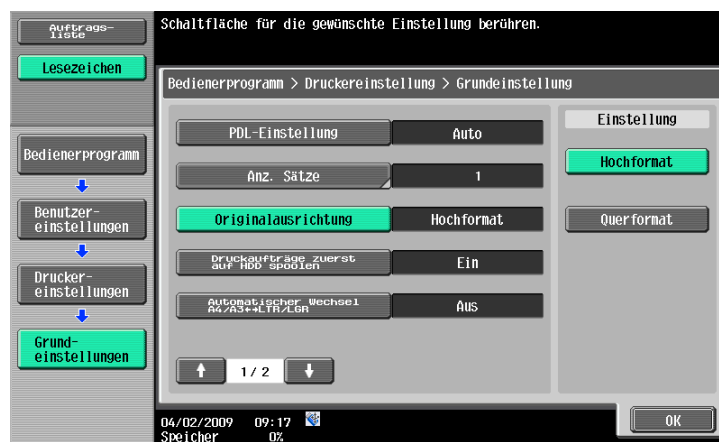 Auftrags-
liste
Lesezeichen
Schaltfläche für die gewünschte Einstellung berühren.
Bedienerprogramm > Druckereinstellung > Grundeinstellung
Bedienerprogramm
Benutzer-
einstellungen
Drucker-
einstellungen
Grund-
einstellungen
PDL-Einstellung Auto
Anz. Sätze 1
Originalausrichtung Hochformat
Druckaufträge zuerst
auf HDD spoolen Ein
Automatischer Wechsel
A4/A3↔LTR/LGR Aus
1/2
Einstellung
Hochformat
Querformat
04/02/2009 09:17
Speicher 0%
OK